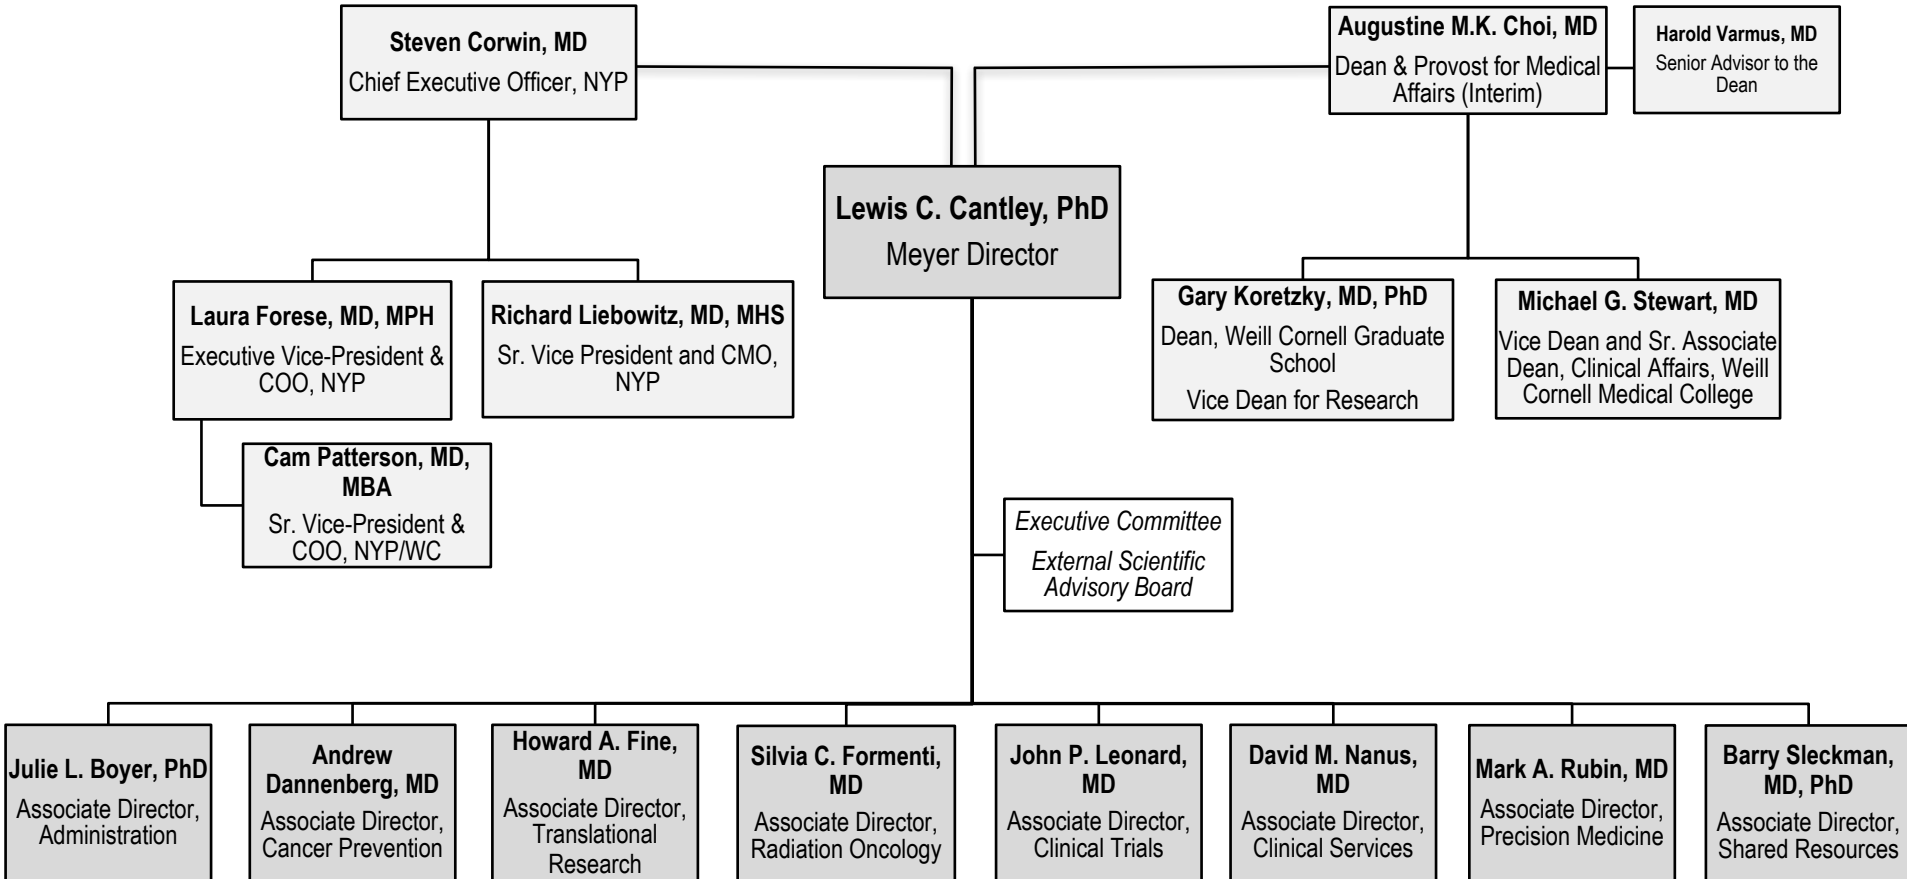 Steven Corwin, MD
Chief Executive Officer, NYP
Augustine M.K. Choi, MD
Dean & Provost for Medical
Affairs (Interim)
Harold Varmus, MD
Senior Advisor to the
Dean
Lewis C. Cantley, PhD
Meyer Director
Laura Forese, MD, MPH
Executive Vice-President &
COO, NYP
Richard Liebowitz, MD, MHS
Sr. Vice President and CMO,
NYP
Gary Koretzky, MD, PhD
Dean, Weill Cornell Graduate
School
Vice Dean for Research
Michael G. Stewart, MD
Vice Dean and Sr. Associate
Dean, Clinical Affairs, Weill
Cornell Medical College
Cam Patterson, MD,
MBA
Sr. Vice-President &
COO, NYP/WC
Executive Committee
External Scientific
Advisory Board
Julie L. Boyer, PhD
Associate Director,
Administration
Andrew
Dannenberg, MD
Associate Director,
Cancer Prevention
Howard A. Fine,
MD
Associate Director,
Translational
Research
Silvia C. Formenti,
MD
Associate Director,
Radiation Oncology
John P. Leonard,
MD
Associate Director,
Clinical Trials
David M. Nanus,
MD
Associate Director,
Clinical Services
Mark A. Rubin, MD
Associate Director,
Precision Medicine
Barry Sleckman,
MD, PhD
Associate Director,
Shared Resources